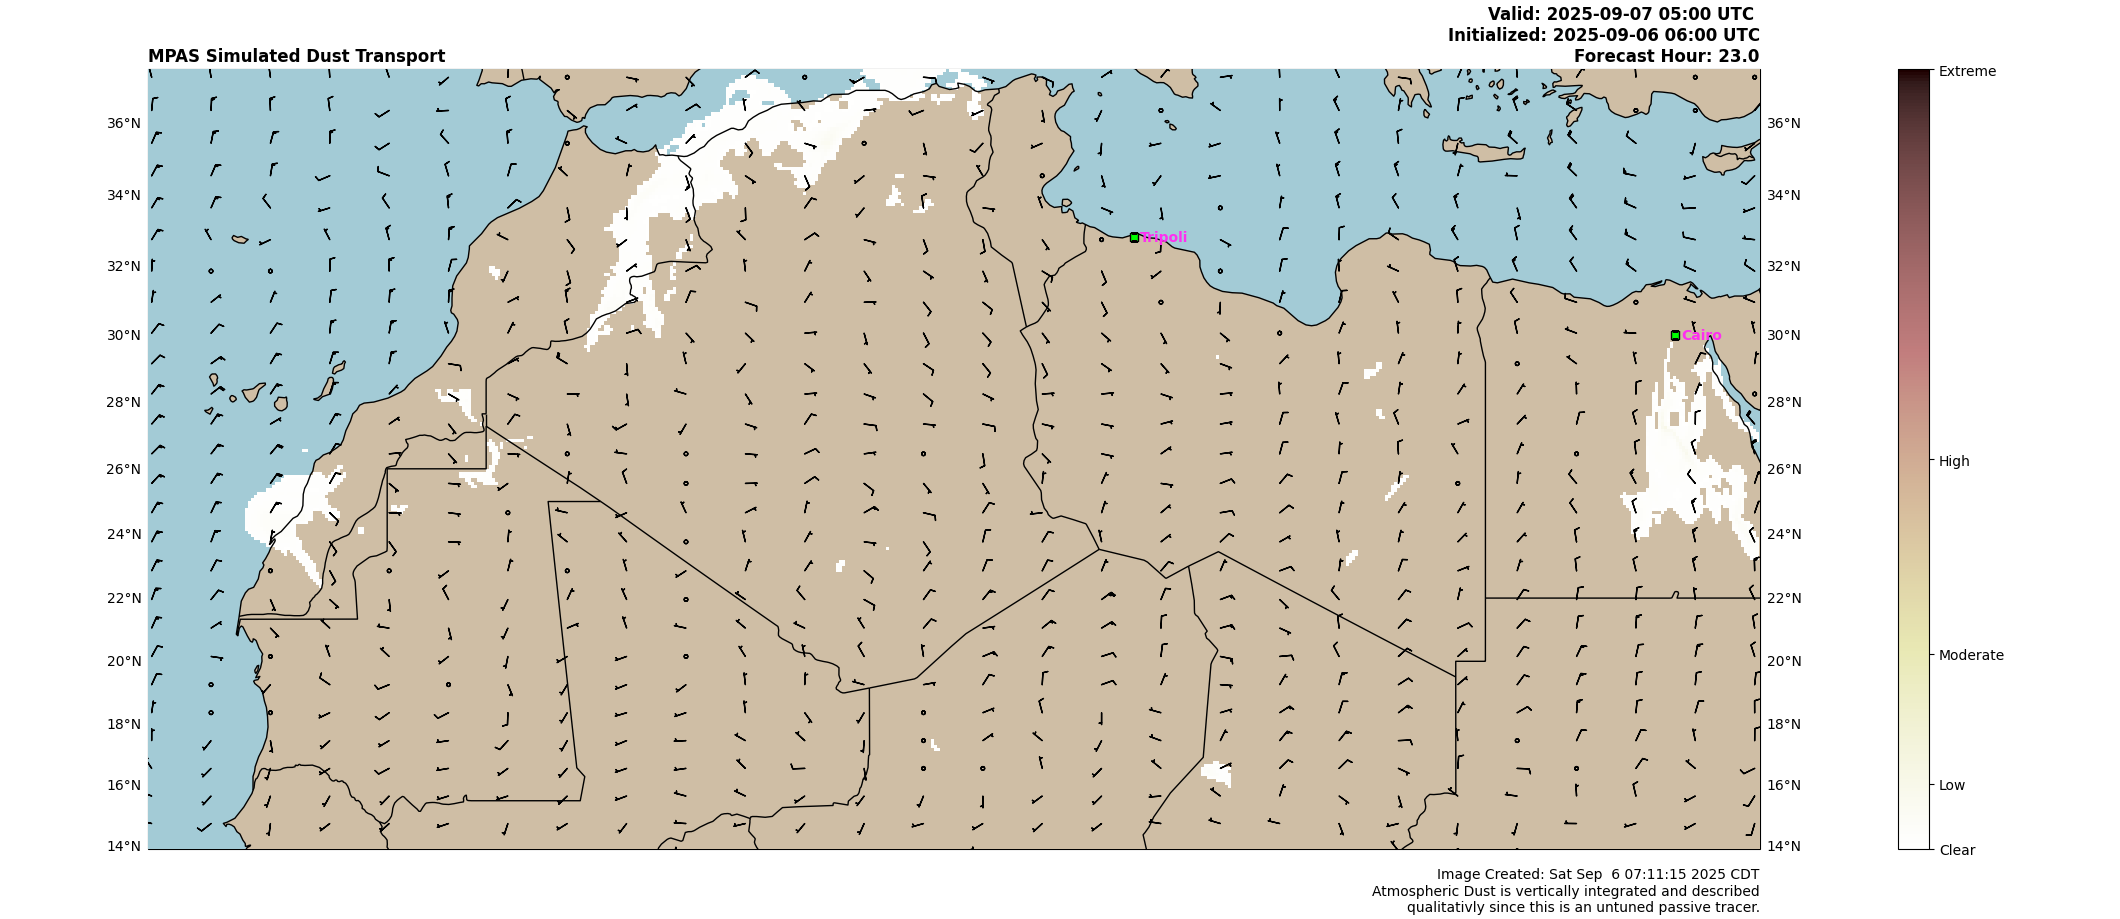 Valid: 2025-09-07 05:00 UTC
Initialized: 2025-09-06 06:00 UTC
MPAS Simulated Dust Transport
Forecast Hour: 23.0
Extreme
36°N
36°N
34°N
34°N
Tripoli
32°N
32°N
30°N
Cairo
30°N
28°N
28°N
26°N
26°N
High
24°N
24°N
22°N
22°N
20°N
20°N
Moderate
18°N
18°N
16°N
16°N
Low
14°N
14°N
Clear
Image Created: Sat Sep  6 07:11:15 2025 CDT
Atmospheric Dust is vertically integrated and described
qualitativly since this is an untuned passive tracer.